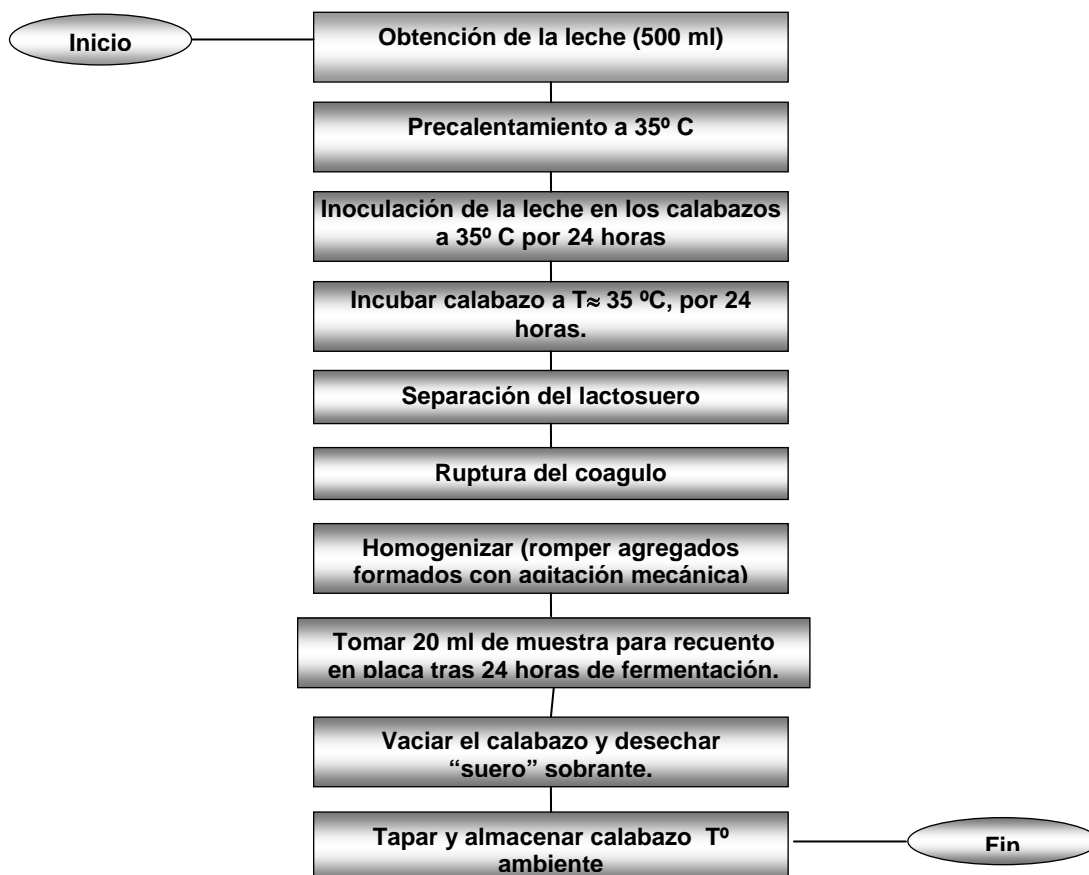 Inicio
Obtención de la leche (500 ml)
Precalentamiento a 35º C
Inoculación de la leche en los calabazos
a 35º C por 24 horas
Incubar calabazo a T≈ 35 ºC, por 24
horas.
Separación del lactosuero
Ruptura del coagulo
Homogenizar (romper agregados
formados con agitación mecánica)
Tomar 20 ml de muestra para recuento
en placa tras 24 horas de fermentación.
Vaciar el calabazo y desechar
“suero” sobrante.
Tapar y almacenar calabazo Tº
ambiente
Fin